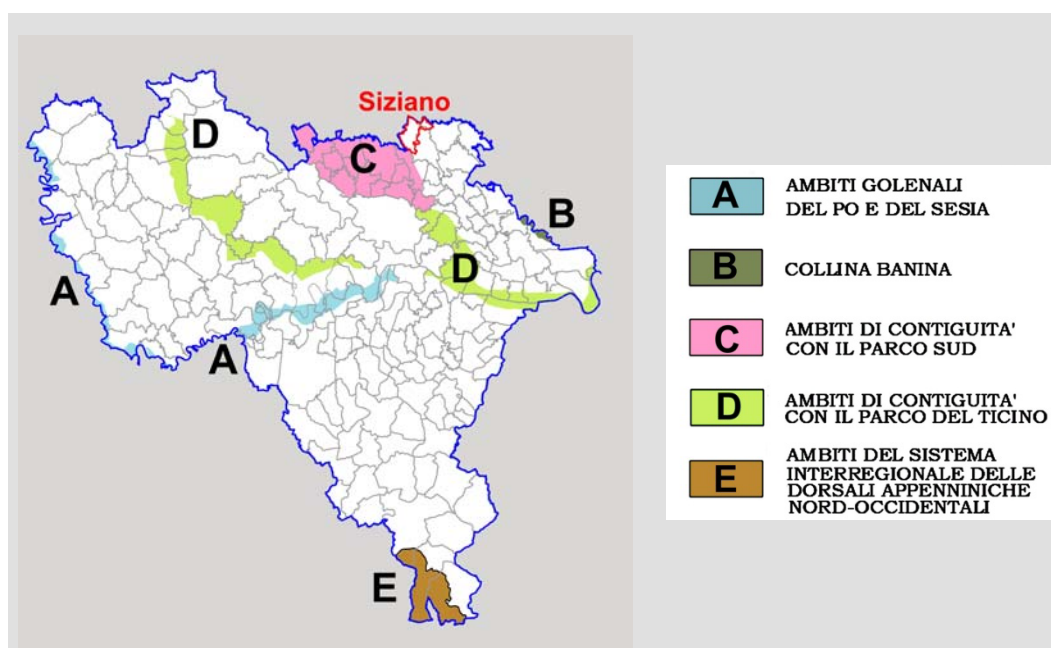 Siziano
D
C
B
D
A
A
E
A
AMBITI GOLENALI
DEL PO E DEL SESIA
B
COLLINA BANINA
C
AMBITI DI CONTIGUITA'
CON IL PARCO SUD
D
AMBITI DI CONTIGUITA'
CON IL PARCO DEL TICINO
E
AMBITI DEL SISTEMA
INTERREGIONALE DELLE
DORSALI APPENNINICHE
NORD-OCCIDENTALI